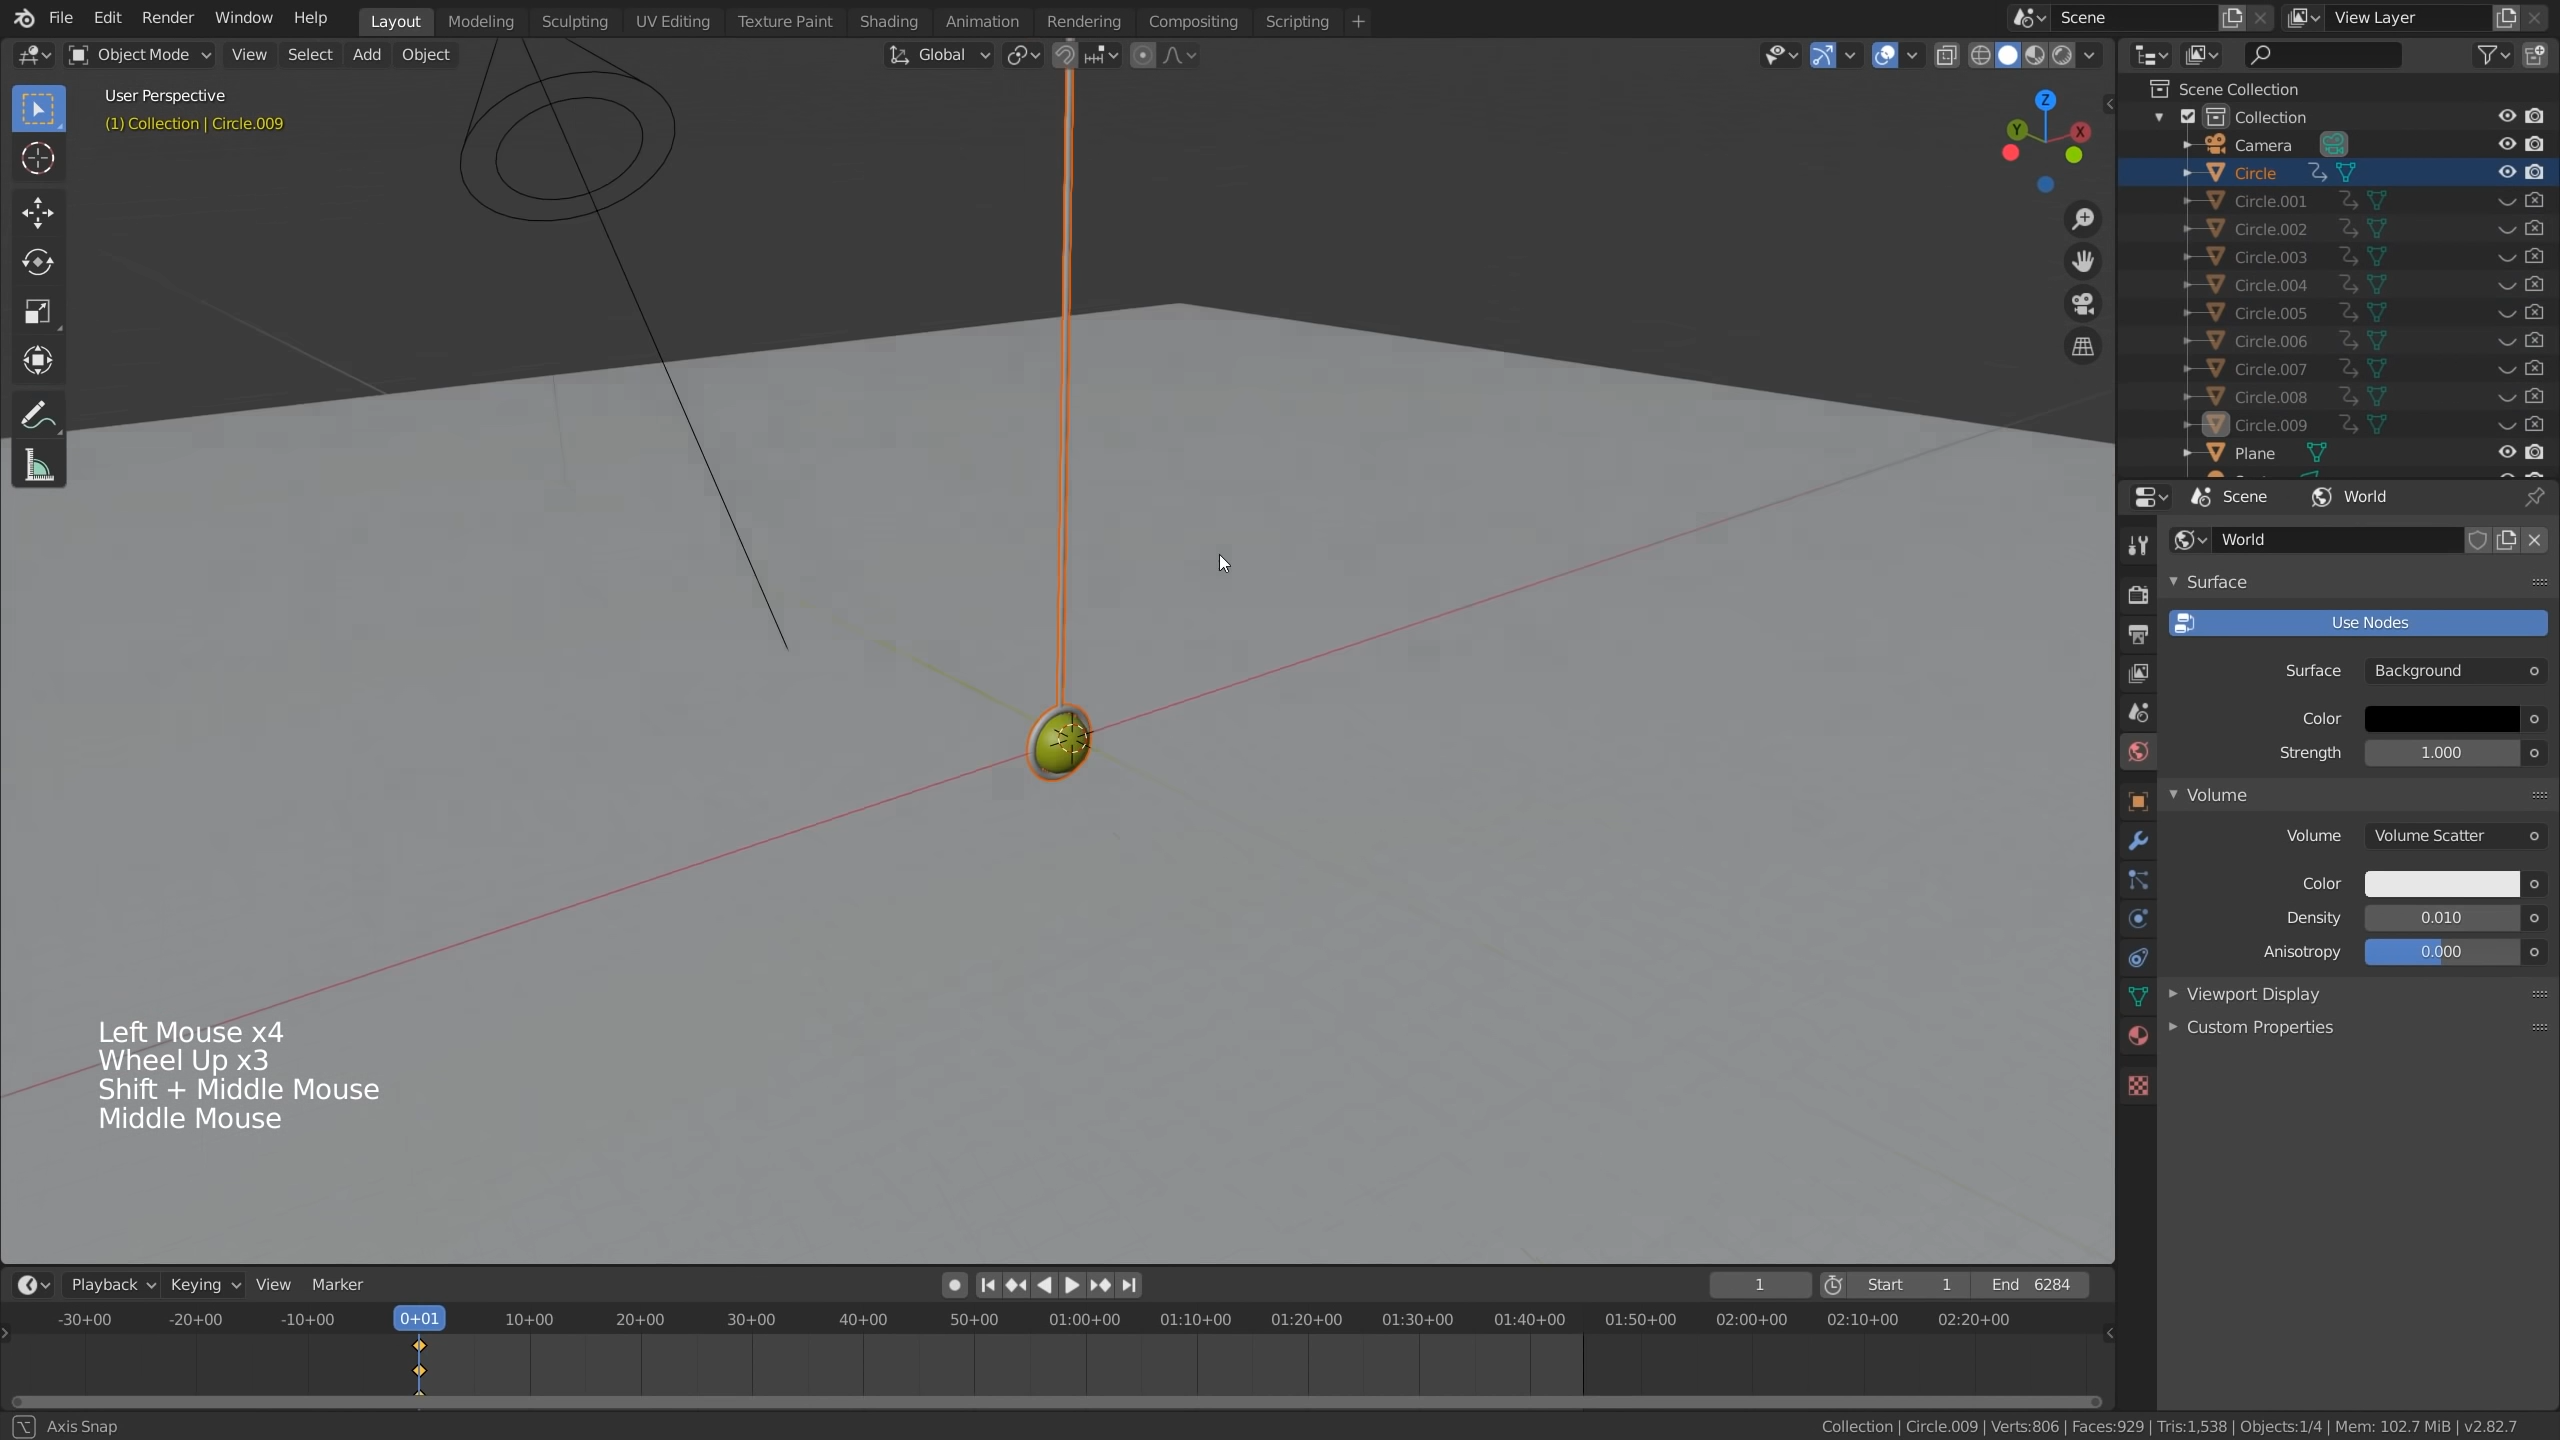 File Edit Render Window Help Layout Modeling Sculpting UV Editing Texture Paint Shading Animation Rendering Compositing Scripting + Scene View Layer
Object Mode View Select Add Object Global
User Perspective
(1) Collection | Circle.009
Z
Y
X
Scene Collection
Collection
Camera
Circle
Circle.001
Circle.002
Circle.003
Circle.004
Circle.005
Circle.006
Circle.007
Circle.008
Circle.009
Plane
Scene World
World
Surface
Use Nodes
Surface Background
Color
Strength 1.000
Volume
Volume Volume Scatter
Color
Density 0.010
Anisotropy 0.000
Viewport Display
Custom Properties
Left Mouse x4
Wheel Up x3
Shift + Middle Mouse
Middle Mouse
Playback Keying View Marker 1 Start 1 End 6284
-30+00 -20+00 -10+00 0+01 10+00 20+00 30+00 40+00 50+00 01:00+00 01:10+00 01:20+00 01:30+00 01:40+00 01:50+00 02:00+00 02:10+00 02:20+00
Axis Snap
Collection | Circle.009 | Verts:806 | Faces:929 | Tris:1,538 | Objects:1/4 | Mem: 102.7 MiB | v2.82.7